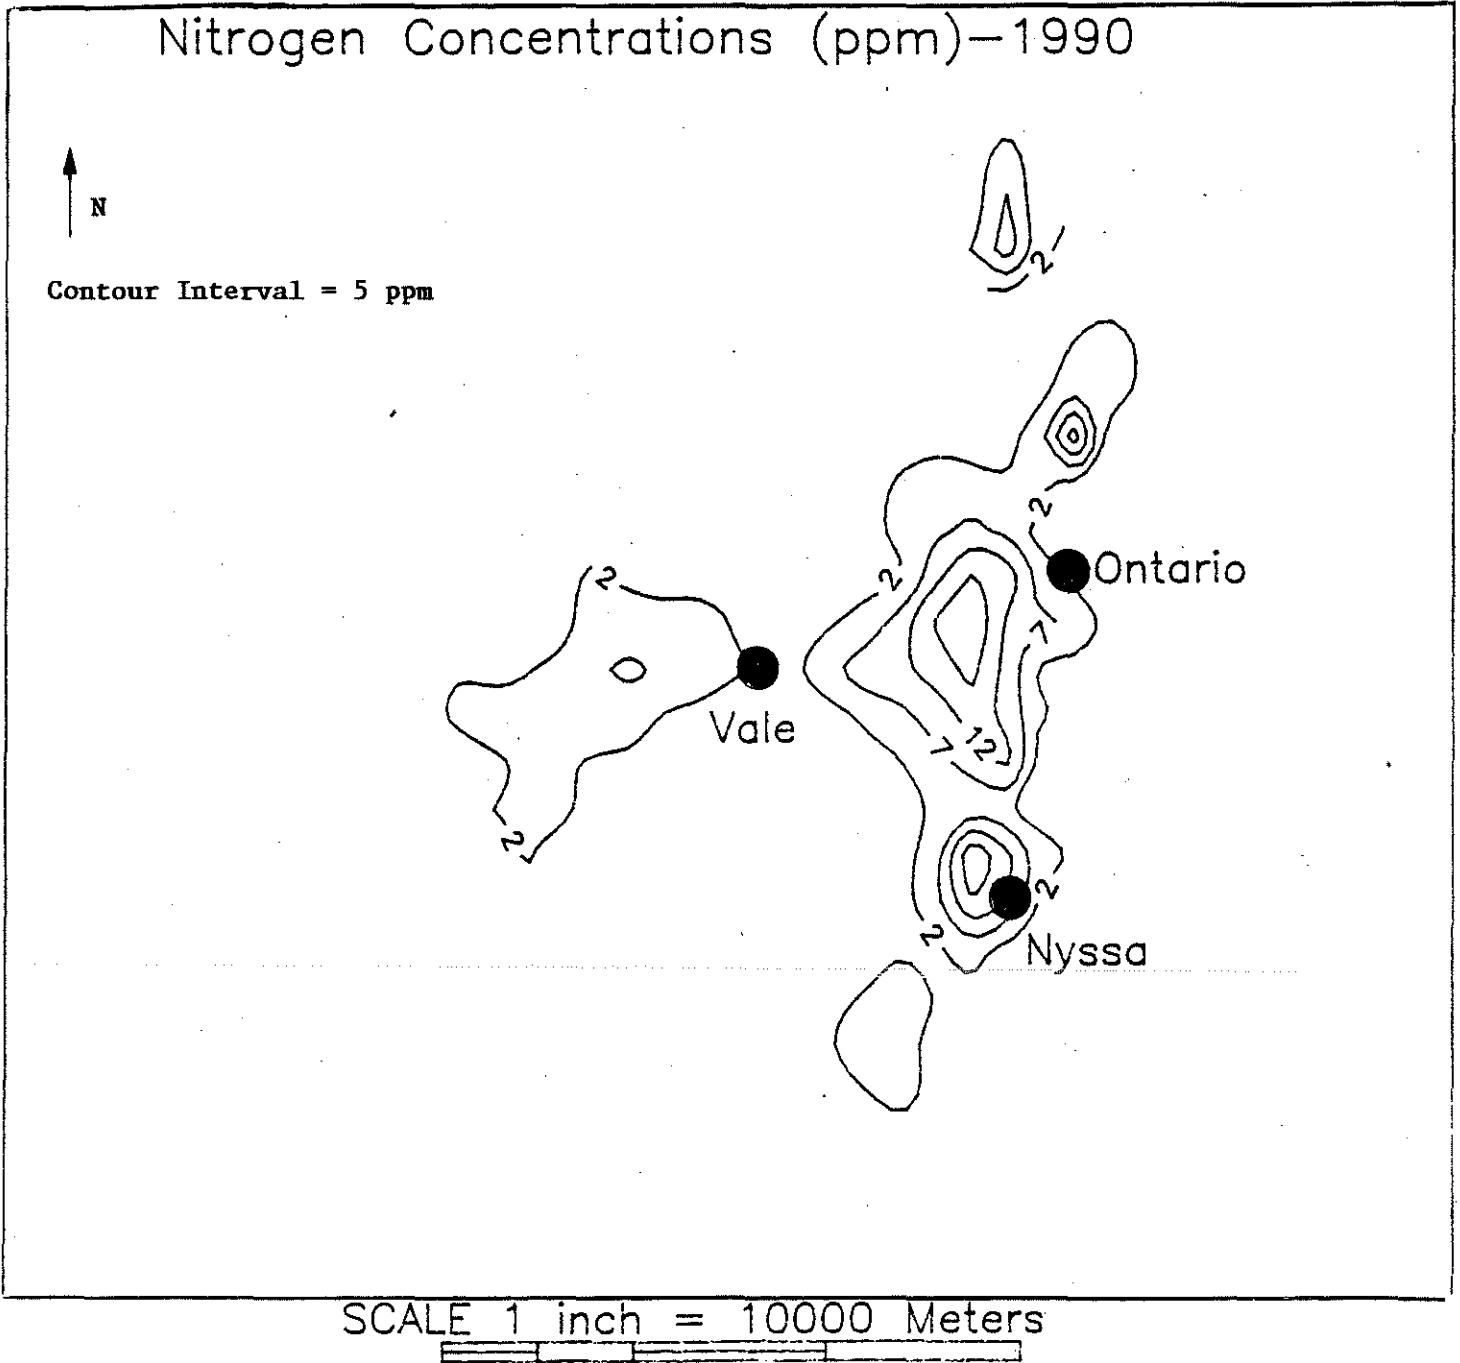 Nitrogen Concentrations (ppm)-1990
N
Contour Interval = 5 ppm
2
2
2
Ontario
2
7
Vale
7
12
2
2
2
Nyssa
SCALE 1 inch = 10000 Meters